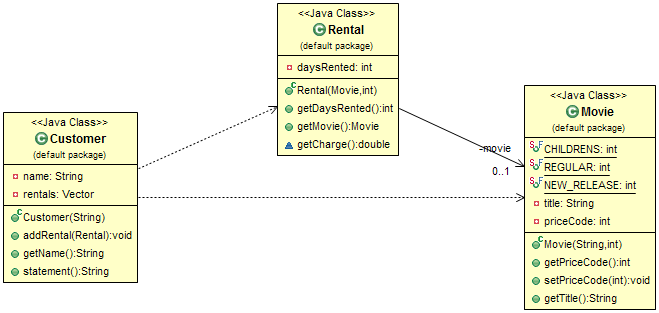 <<Java Class>>
Rental
(default package)
daysRented: int
Rental(Movie,int)
getDaysRented():int
getMovie():Movie
getCharge():double
<<Java Class>>
Customer
(default package)
name: String
rentals: Vector
Customer(String)
addRental(Rental):void
getName():String
statement():String
-movie
0..1
<<Java Class>>
Movie
(default package)
CHILDRENS: int
REGULAR: int
NEW_RELEASE: int
title: String
priceCode: int
Movie(String,int)
getPriceCode():int
setPriceCode(int):void
getTitle():String